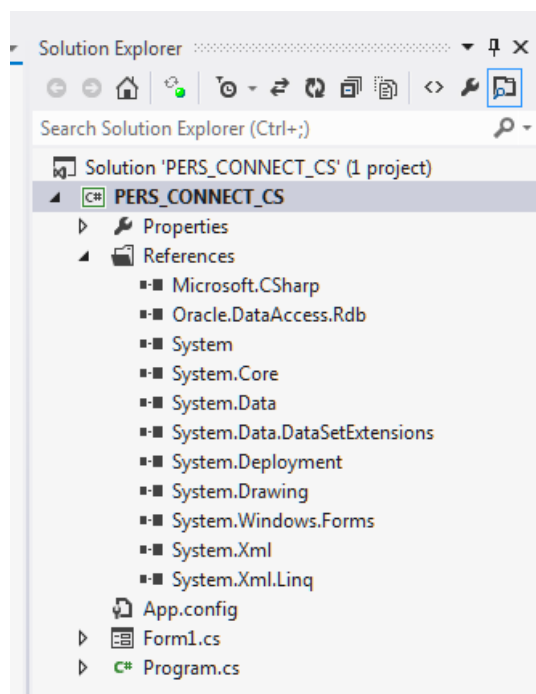 Solution Explorer
Search Solution Explorer (Ctrl+;)
Solution 'PERS_CONNECT_CS' (1 project)
C# PERS_CONNECT_CS
Properties
References
Microsoft.CSharp
Oracle.DataAccess.Rdb
System
System.Core
System.Data
System.Data.DataSetExtensions
System.Deployment
System.Drawing
System.Windows.Forms
System.Xml
System.Xml.Linq
App.config
Form1.cs
C# Program.cs